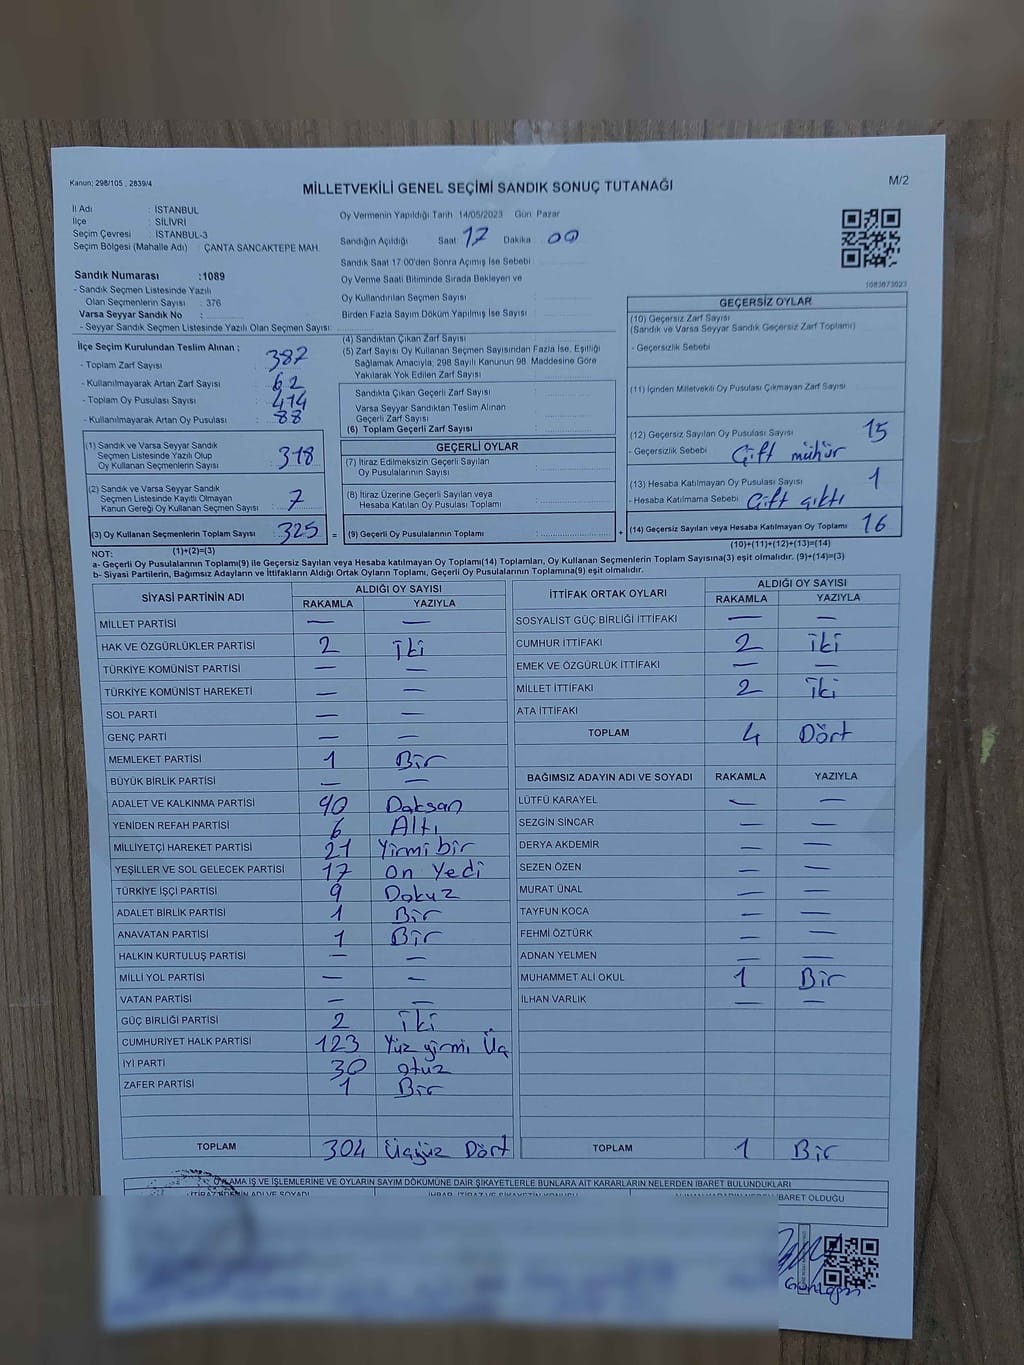 Kanun; 298/105 , 2839/4
MİLLETVEKİLİ GENEL SEÇİMİ SANDIK SONUÇ TUTANAĞI
M/2
İl Adı : İSTANBUL
İlçe : SİLİVRİ
Seçim Çevresi : İSTANBUL-3
Seçim Bölgesi (Mahalle Adı) : ÇANTA SANCAKTEPE MAH.
Sandık Numarası :1089
- Sandık Seçmen Listesinde Yazılı
Olan Seçmenlerin Sayısı : 376
Varsa Seyyar Sandık No :
- Seyyar Sandık Seçmen Listesinde Yazılı Olan Seçmen Sayısı:
Oy Vermenin Yapıldığı Tarih :14/05/2023 Gün: Pazar
Sandığın Açıldığı Saat: 17 Dakika : 00
Sandık Saat 17:00'den Sonra Açımış İse Sebebi :
Oy Verme Saati Bitiminde Sırada Bekleyen ve
Oy Kullandırılan Seçmen Sayısı :
Birden Fazla Sayım Döküm Yapılmış İse Sayısı :
1083873023
İlçe Seçim Kurulundan Teslim Alınan ;
- Toplam Zarf Sayısı : 387
- Kullanılmayarak Artan Zarf Sayısı : 62
- Toplam Oy Pusulası Sayısı : 414
- Kullanılmayarak Artan Oy Pusulası : 88
(1) Sandık ve Varsa Seyyar Sandık
Seçmen Listesinde Yazılı Olup
Oy Kullanan Seçmenlerin Sayısı : 318
(2) Sandık ve Varsa Seyyar Sandık
Seçmen Listesinde Kayıtlı Olmayan
Kanun Gereği Oy Kullanan Seçmen Sayısı : 7
(3) Oy Kullanan Seçmenlerin Toplam Sayısı : 325 =
(1)+(2)=(3)
(4) Sandıktan Çıkan Zarf Sayısı :
(5) Zarf Sayısı Oy Kullanan Seçmen Sayısından Fazla İse, Eşitliği
Sağlamak Amacıyla; 298 Sayılı Kanunun 98. Maddesine Göre
Yakılarak Yok Edilen Zarf Sayısı :
Sandıkta Çıkan Geçerli Zarf Sayısı :
Varsa Seyyar Sandıktan Teslim Alınan
Geçerli Zarf Sayısı :
(6) Toplam Geçerli Zarf Sayısı :
GEÇERLİ OYLAR
(7) İtiraz Edilmeksizin Geçerli Sayılan
Oy Pusulalarının Sayısı :
(8) İtiraz Üzerine Geçerli Sayılan veya
Hesaba Katılan Oy Pusulası Toplamı :
(9) Geçerli Oy Pusulalarının Toplamı : +
GEÇERSİZ OYLAR
(10) Geçersiz Zarf Sayısı :
(Sandık ve Varsa Seyyar Sandık Geçersiz Zarf Toplamı)
- Geçersizlik Sebebi
(11) İçinden Milletvekili Oy Pusulası Çıkmayan Zarf Sayısı :
(12) Geçersiz Sayılan Oy Pusulası Sayısı : 15
- Geçersizlik Sebebi : Çift mühür
(13) Hesaba Katılmayan Oy Pusulası Sayısı : 1
- Hesaba Katılmama Sebebi : Çift çıktı
(14) Geçersiz Sayılan veya Hesaba Katılmayan Oy Toplamı : 16
(10)+(11)+(12)+(13)=(14)
NOT:
a- Geçerli Oy Pusulalarının Toplamı(9) ile Geçersiz Sayılan veya Hesaba katılmayan Oy Toplamı(14) Toplamları, Oy Kullanan Seçmenlerin Toplam Sayısına(3) eşit olmalıdır. (9)+(14)=(3)
b- Siyasi Partilerin, Bağımsız Adayların ve İttifakların Aldığı Ortak Oyların Toplamı, Geçerli Oy Pusulalarının Toplamına(9) eşit olmalıdır.
SİYASİ PARTİNİN ADI ALDIĞI OY SAYISI
RAKAMLA YAZIYLA
MİLLET PARTİSİ — —
HAK VE ÖZGÜRLÜKLER PARTİSİ 2 iki
TÜRKİYE KOMÜNİST PARTİSİ — —
TÜRKİYE KOMÜNİST HAREKETİ — —
SOL PARTİ — —
GENÇ PARTİ — —
MEMLEKET PARTİSİ 1 Bir
BÜYÜK BİRLİK PARTİSİ — —
ADALET VE KALKINMA PARTİSİ 90 Doksan
YENİDEN REFAH PARTİSİ 6 Altı
MİLLİYETÇİ HAREKET PARTİSİ 21 Yirmi bir
YEŞİLLER VE SOL GELECEK PARTİSİ 17 On Yedi
TÜRKİYE İŞÇİ PARTİSİ 9 Dokuz
ADALET BİRLİK PARTİSİ 1 Bir
ANAVATAN PARTİSİ 1 Bir
HALKIN KURTULUŞ PARTİSİ — —
MİLLİ YOL PARTİSİ — —
VATAN PARTİSİ — —
GÜÇ BİRLİĞİ PARTİSİ 2 iki
CUMHURİYET HALK PARTİSİ 123 Yüz yirmi Üç
İYİ PARTİ 30 otuz
ZAFER PARTİSİ 1 Bir
TOPLAM 304 Üçyüz Dört
İTTİFAK ORTAK OYLARI ALDIĞI OY SAYISI
RAKAMLA YAZIYLA
SOSYALİST GÜÇ BİRLİĞİ İTTİFAKI — —
CUMHUR İTTİFAKI 2 iki
EMEK VE ÖZGÜRLÜK İTTİFAKI — —
MİLLET İTTİFAKI 2 iki
ATA İTTİFAKI
TOPLAM 4 Dört
BAĞIMSIZ ADAYIN ADI VE SOYADI RAKAMLA YAZIYLA
LÜTFÜ KARAYEL — —
SEZGİN SİNCAR — —
DERYA AKDEMİR — —
SEZEN ÖZEN — —
MURAT ÜNAL — —
TAYFUN KOCA — —
FEHMİ ÖZTÜRK — —
ADNAN YELMEN — —
MUHAMMET ALİ OKUL 1 Bir
İLHAN VARLIK — —
TOPLAM 1 Bir
OYLAMA İŞ VE İŞLEMLERİNE VE OYLARIN SAYIM DÖKÜMÜNE DAİR ŞİKAYETLERLE BUNLARA AİT KARARLARIN NELERDEN İBARET BULUNDUKLARI
İTİRAZ EDENİN ADI VE SOYADI